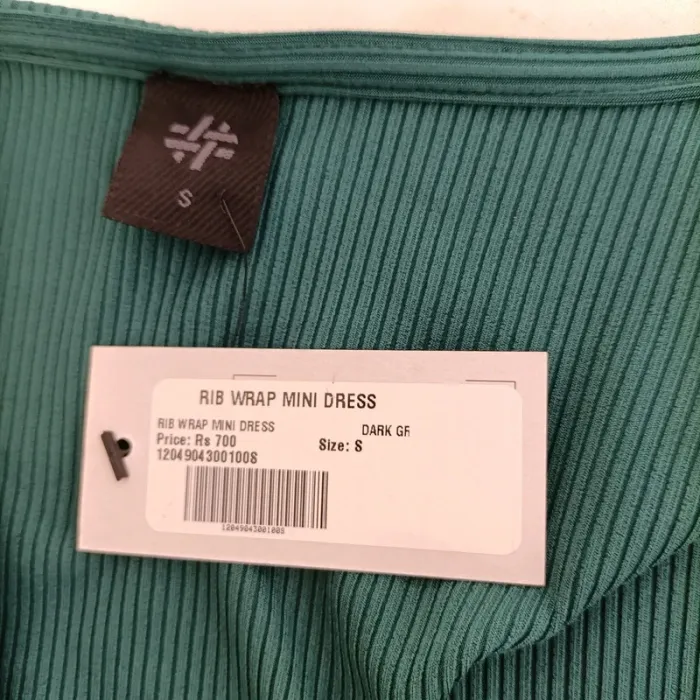 S
RIB WRAP MINI DRESS
RIB WRAP MINI DRESS DARK GR
Price: Rs 700 Size: S
12049043001008
12049043001008